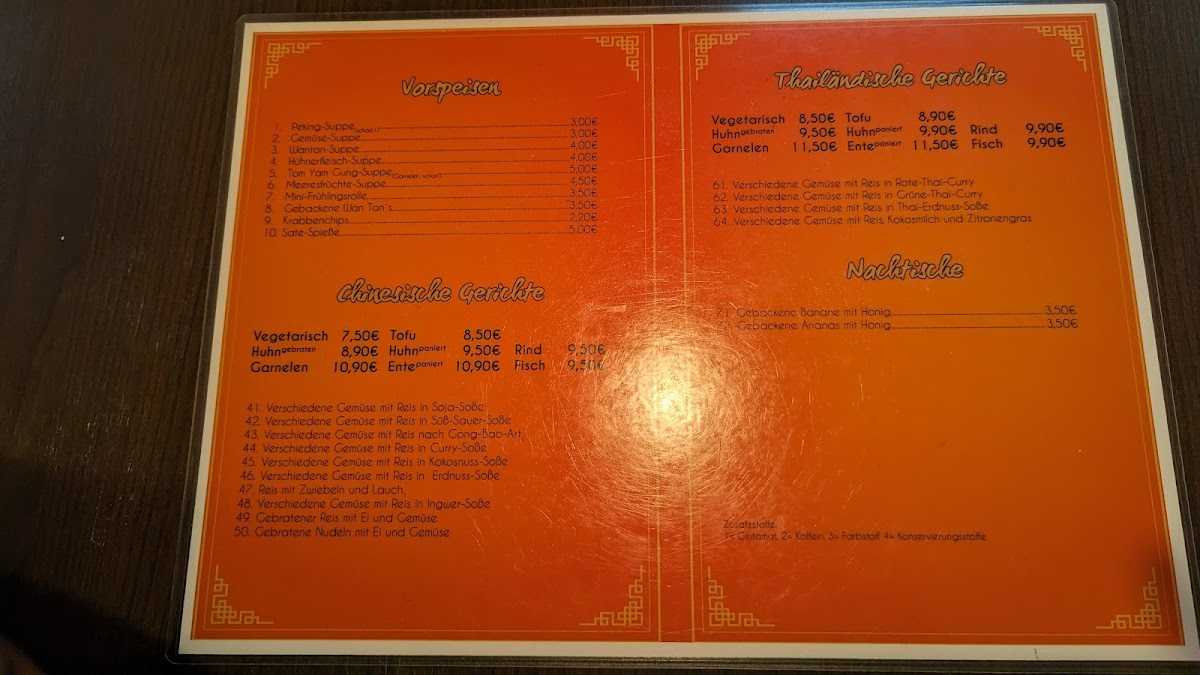 Vorspeisen
1. Peking-Suppe (scharf) 3,00€
2. Gemüse-Suppe 3,00€
3. Wantan-Suppe 4,00€
4. Hühnerfleisch-Suppe 4,00€
5. Tom Yam Gung-Suppe (Garnelen, scharf) 5,00€
6. Meeresfrüchte-Suppe 4,50€
7. Mini-Frühlingsrolle 3,50€
8. Gebackene Wan Tan's 3,50€
9. Krabbenchips 2,20€
10. Sate-Spieße 5,00€
Chinesische Gerichte
Vegetarisch 7,50€ Tofu 8,50€
Huhn gebraten 8,90€ Huhn paniert 9,50€ Rind 9,50€
Garnelen 10,90€ Ente paniert 10,90€ Fisch 9,50€
41. Verschiedene Gemüse mit Reis in Soja-Soße
42. Verschiedene Gemüse mit Reis in Süß-Sauer-Soße
43. Verschiedene Gemüse mit Reis nach Gong-Bao-Art
44. Verschiedene Gemüse mit Reis in Curry-Soße
45. Verschiedene Gemüse mit Reis in Kokosnuss-Soße
46. Verschiedene Gemüse mit Reis in Erdnuss-Soße
47. Reis mit Zwiebeln und Lauch
48. Verschiedene Gemüse mit Reis in Ingwer-Soße
49. Gebratener Reis mit Ei und Gemüse
50. Gebratene Nudeln mit Ei und Gemüse
Thailändische Gerichte
Vegetarisch 8,50€ Tofu 8,90€
Huhn gebraten 9,50€ Huhn paniert 9,90€ Rind 9,90€
Garnelen 11,50€ Ente paniert 11,50€ Fisch 9,90€
61. Verschiedene Gemüse mit Reis in Rote-Thai-Curry
62. Verschiedene Gemüse mit Reis in Grüne-Thai-Curry
63. Verschiedene Gemüse mit Reis in Thai-Erdnuss-Soße
64. Verschiedene Gemüse mit Reis, Kokosmilch und Zitronengras
Nachtische
71. Gebackene Banane mit Honig 3,50€
72. Gebackene Ananas mit Honig 3,50€
Zusatzstoffe:
1= Glutamat, 2= Koffein, 3= Farbstoff 4= Konservierungsstoffe